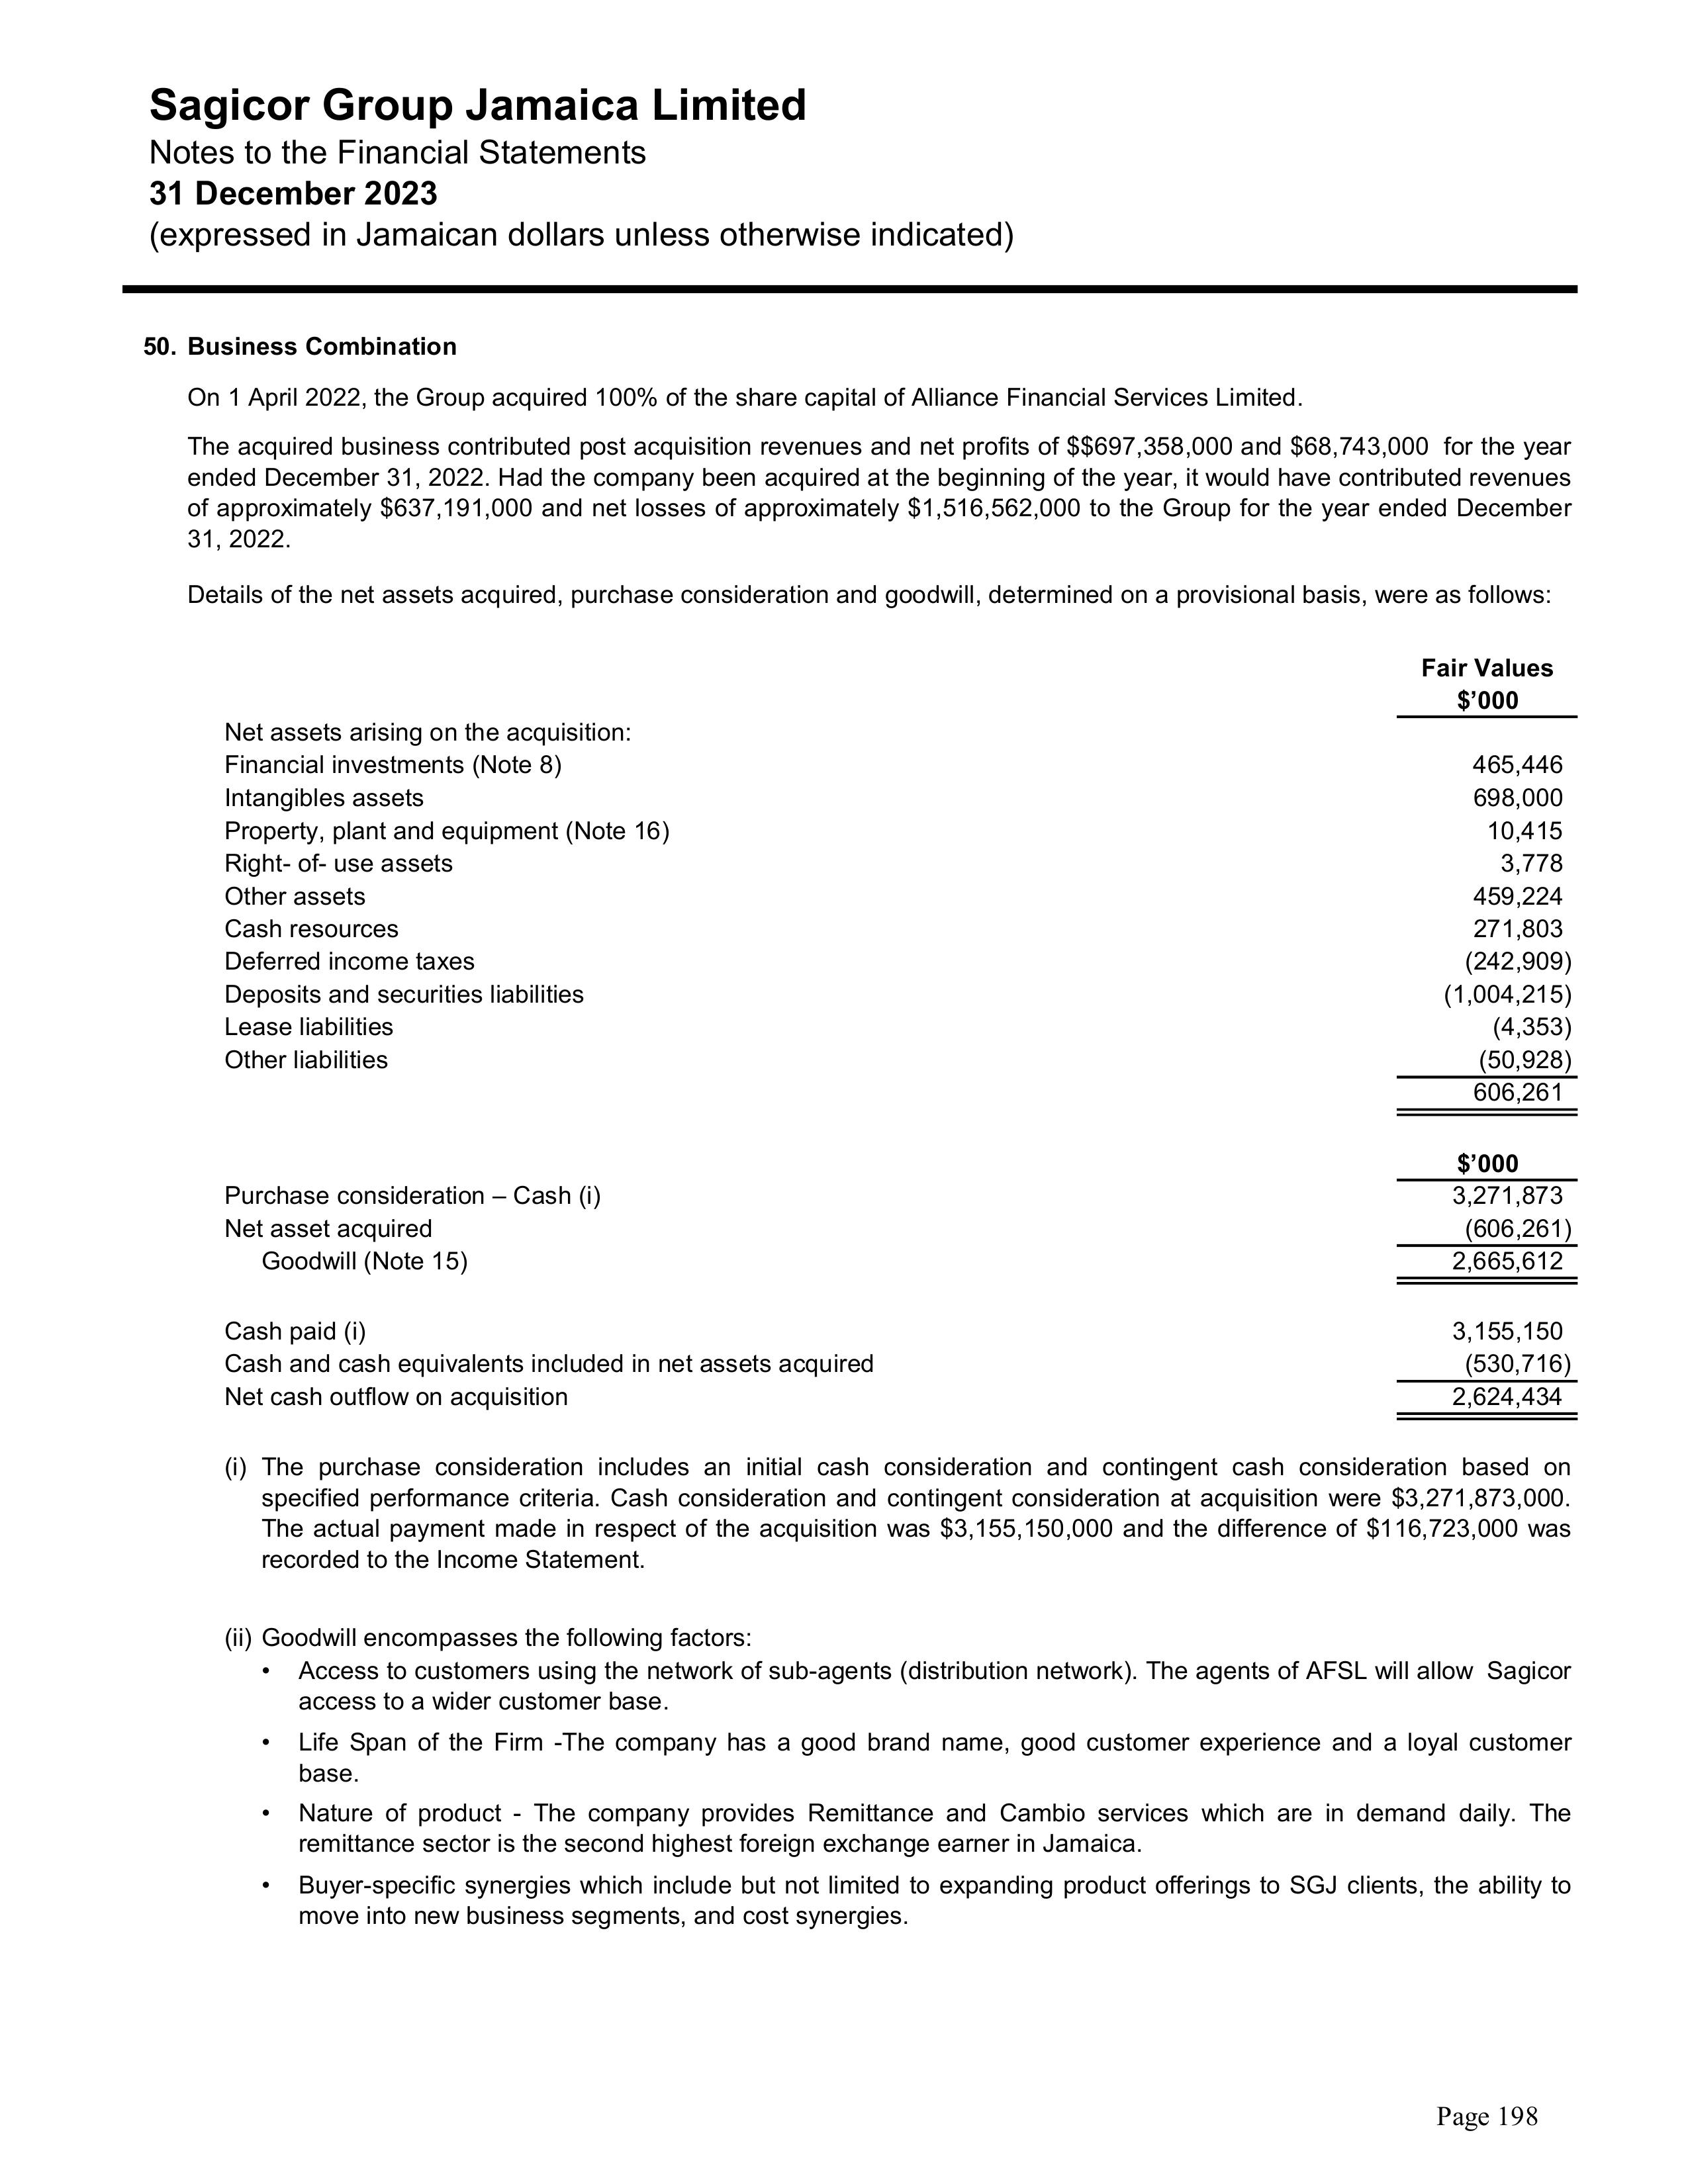 Sagicor Group Jamaica Limited
Notes to the Financial Statements
31 December 2023
(expressed in Jamaican dollars unless otherwise indicated)
50. Business Combination
On 1 April 2022, the Group acquired 100% of the share capital of Alliance Financial Services Limited.
The acquired business contributed post acquisition revenues and net profits of $$697,358,000 and $68,743,000 for the year
ended December 31, 2022. Had the company been acquired at the beginning of the year, it would have contributed revenues
of approximately $637,191,000 and net losses of approximately $1,516,562,000 to the Group for the year ended December
31, 2022.
Details of the net assets acquired, purchase consideration and goodwill, determined on a provisional basis, were as follows:
Fair Values
$’000
Net assets arising on the acquisition:
Financial investments (Note 8) 465,446
Intangibles assets 698,000
Property, plant and equipment (Note 16) 10,415
Right- of- use assets 3,778
Other assets 459,224
Cash resources 271,803
Deferred income taxes (242,909)
Deposits and securities liabilities (1,004,215)
Lease liabilities (4,353)
Other liabilities (50,928)
606,261
$’000
Purchase consideration – Cash (i) 3,271,873
Net asset acquired (606,261)
Goodwill (Note 15) 2,665,612
Cash paid (i) 3,155,150
Cash and cash equivalents included in net assets acquired (530,716)
Net cash outflow on acquisition 2,624,434
(i) The purchase consideration includes an initial cash consideration and contingent cash consideration based on
specified performance criteria. Cash consideration and contingent consideration at acquisition were $3,271,873,000.
The actual payment made in respect of the acquisition was $3,155,150,000 and the difference of $116,723,000 was
recorded to the Income Statement.
(ii) Goodwill encompasses the following factors:
• Access to customers using the network of sub-agents (distribution network). The agents of AFSL will allow Sagicor
access to a wider customer base.
• Life Span of the Firm -The company has a good brand name, good customer experience and a loyal customer
base.
• Nature of product - The company provides Remittance and Cambio services which are in demand daily. The
remittance sector is the second highest foreign exchange earner in Jamaica.
• Buyer-specific synergies which include but not limited to expanding product offerings to SGJ clients, the ability to
move into new business segments, and cost synergies.
Page 198